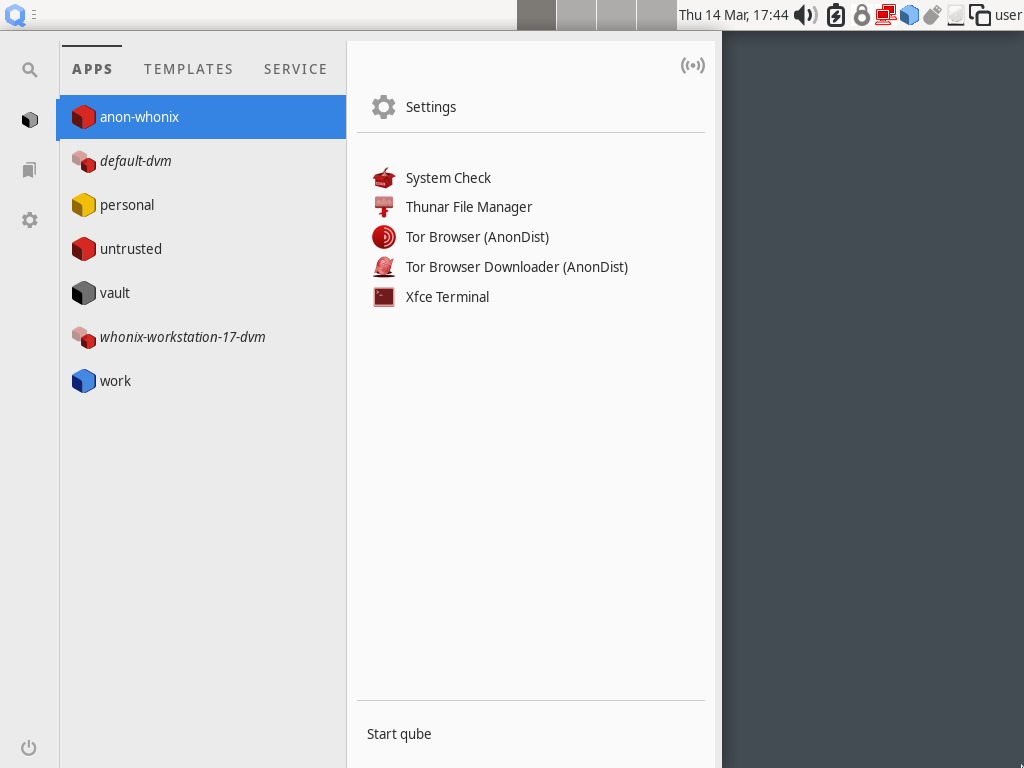 Thu 14 Mar, 17:44 user
APPS TEMPLATES SERVICE
anon-whonix
default-dvm
personal
untrusted
vault
whonix-workstation-17-dvm
work
Settings
System Check
Thunar File Manager
Tor Browser (AnonDist)
Tor Browser Downloader (AnonDist)
Xfce Terminal
Start qube